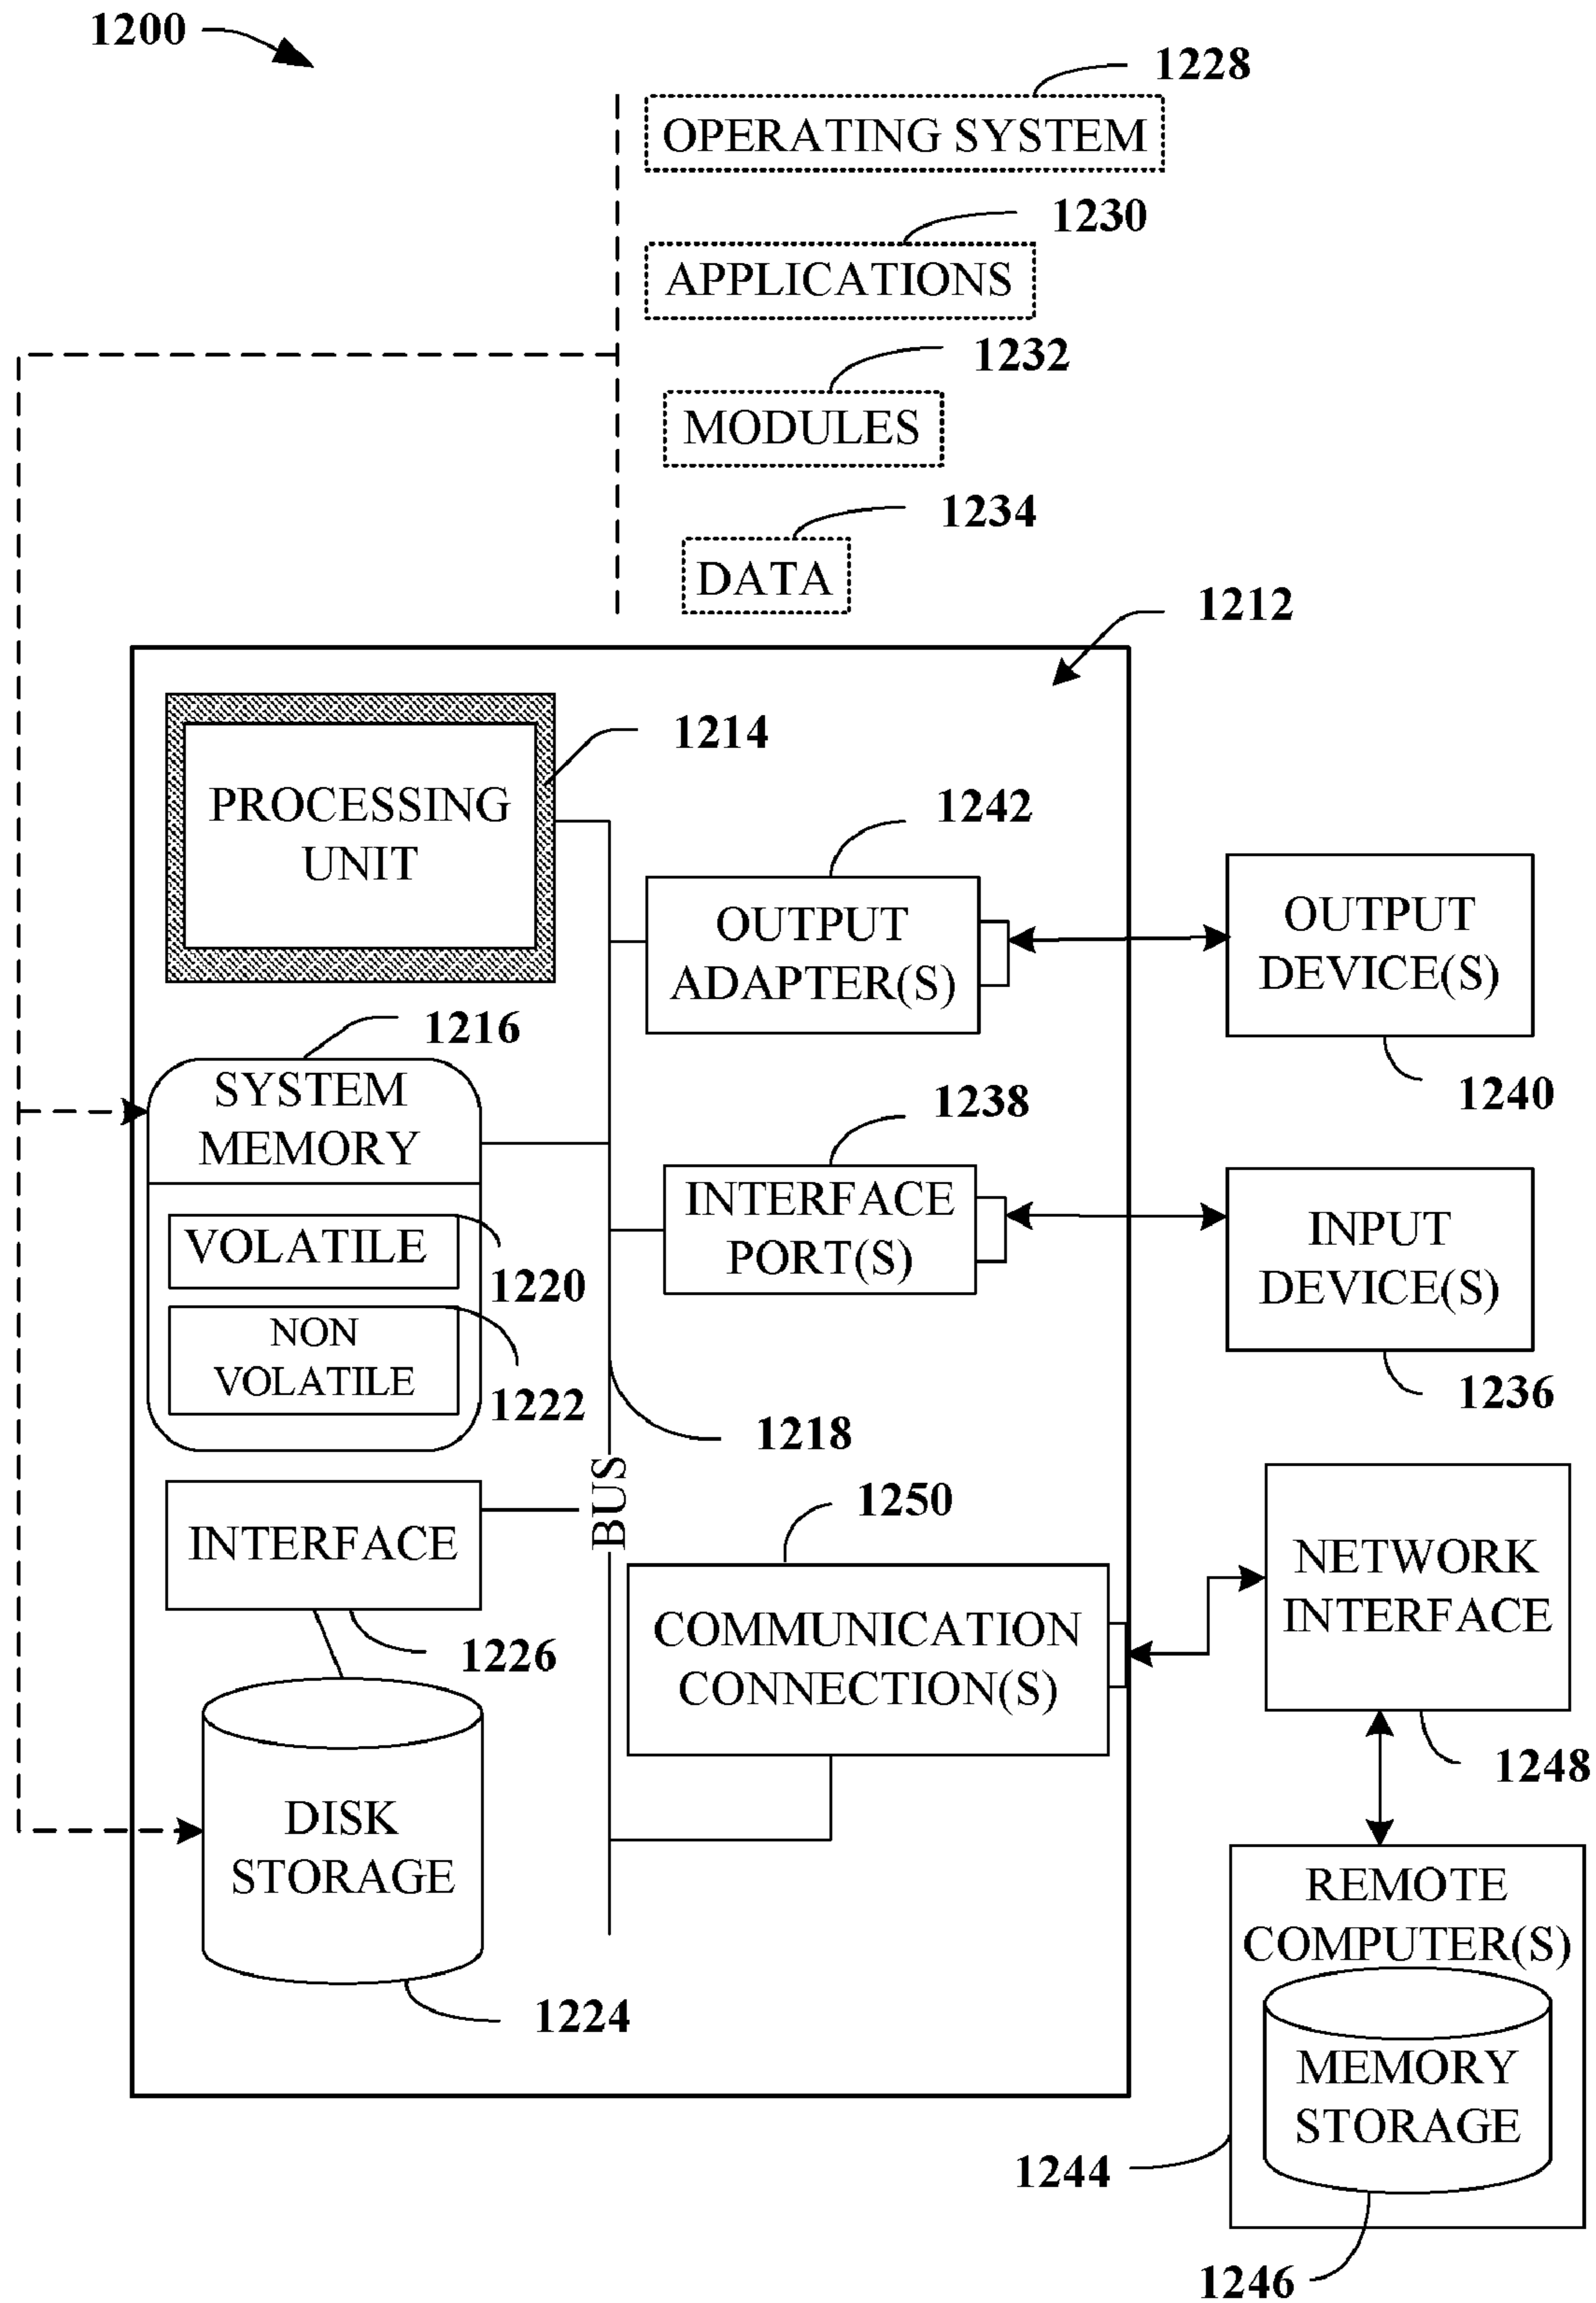 1200
1228
OPERATING SYSTEM
1230
APPLICATIONS
1232
MODULES
1234
DATA
1212
1214
PROCESSING
UNIT
1242
OUTPUT
ADAPTER(S)
OUTPUT
DEVICE(S)
1240
1216
SYSTEM
MEMORY
VOLATILE
1220
NON
VOLATILE
1222
1238
INTERFACE
PORT(S)
INPUT
DEVICE(S)
1236
1218
BUS
INTERFACE
1226
1250
COMMUNICATION
CONNECTION(S)
NETWORK
INTERFACE
1248
DISK
STORAGE
1224
REMOTE
COMPUTER(S)
MEMORY
STORAGE
1244
1246